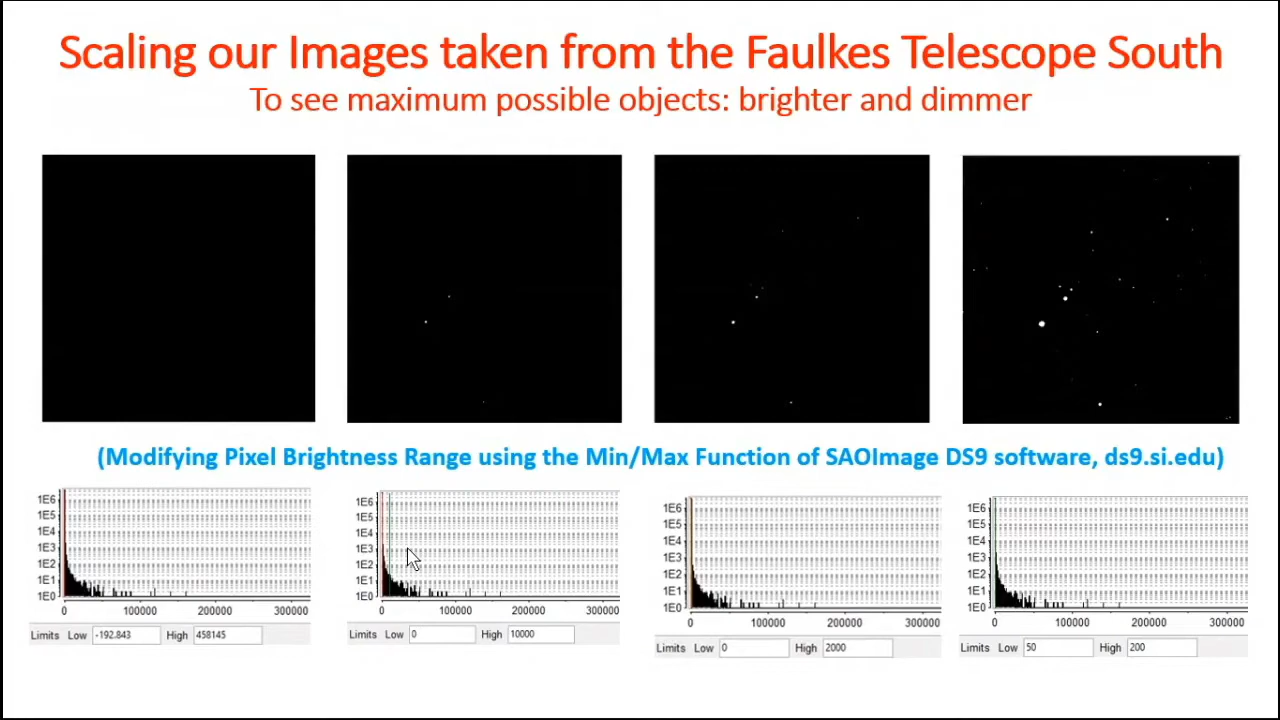 Scaling our Images taken from the Faulkes Telescope South
To see maximum possible objects: brighter and dimmer
(Modifying Pixel Brightness Range using the Min/Max Function of SAOImage DS9 software, ds9.si.edu)
1E6
1E5
1E4
1E3
1E2
1E1
1E0
0 100000 200000 300000
Limits Low -192.843 High 458145
1E6
1E5
1E4
1E3
1E2
1E1
1E0
0 100000 200000 300000
Limits Low 0 High 10000
1E6
1E5
1E4
1E3
1E2
1E1
1E0
0 100000 200000 300000
Limits Low 0 High 2000
1E6
1E5
1E4
1E3
1E2
1E1
1E0
0 100000 200000 300000
Limits Low 50 High 200